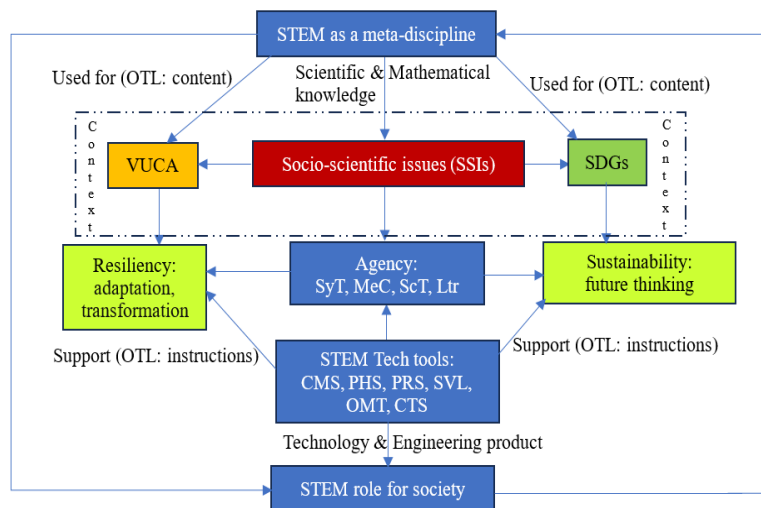 STEM as a meta-discipline
Used for (OTL: content)
Scientific & Mathematical
knowledge
Used for (OTL: content)
Context
VUCA
Socio-scientific issues (SSIs)
SDGs
Context
Resiliency:
adaptation,
transformation
Agency:
SyT, MeC, ScT, Ltr
Sustainability:
future thinking
Support (OTL: instructions)
STEM Tech tools:
CMS, PHS, PRS, SVL,
OMT, CTS
Support (OTL: instructions)
Technology & Engineering product
STEM role for society